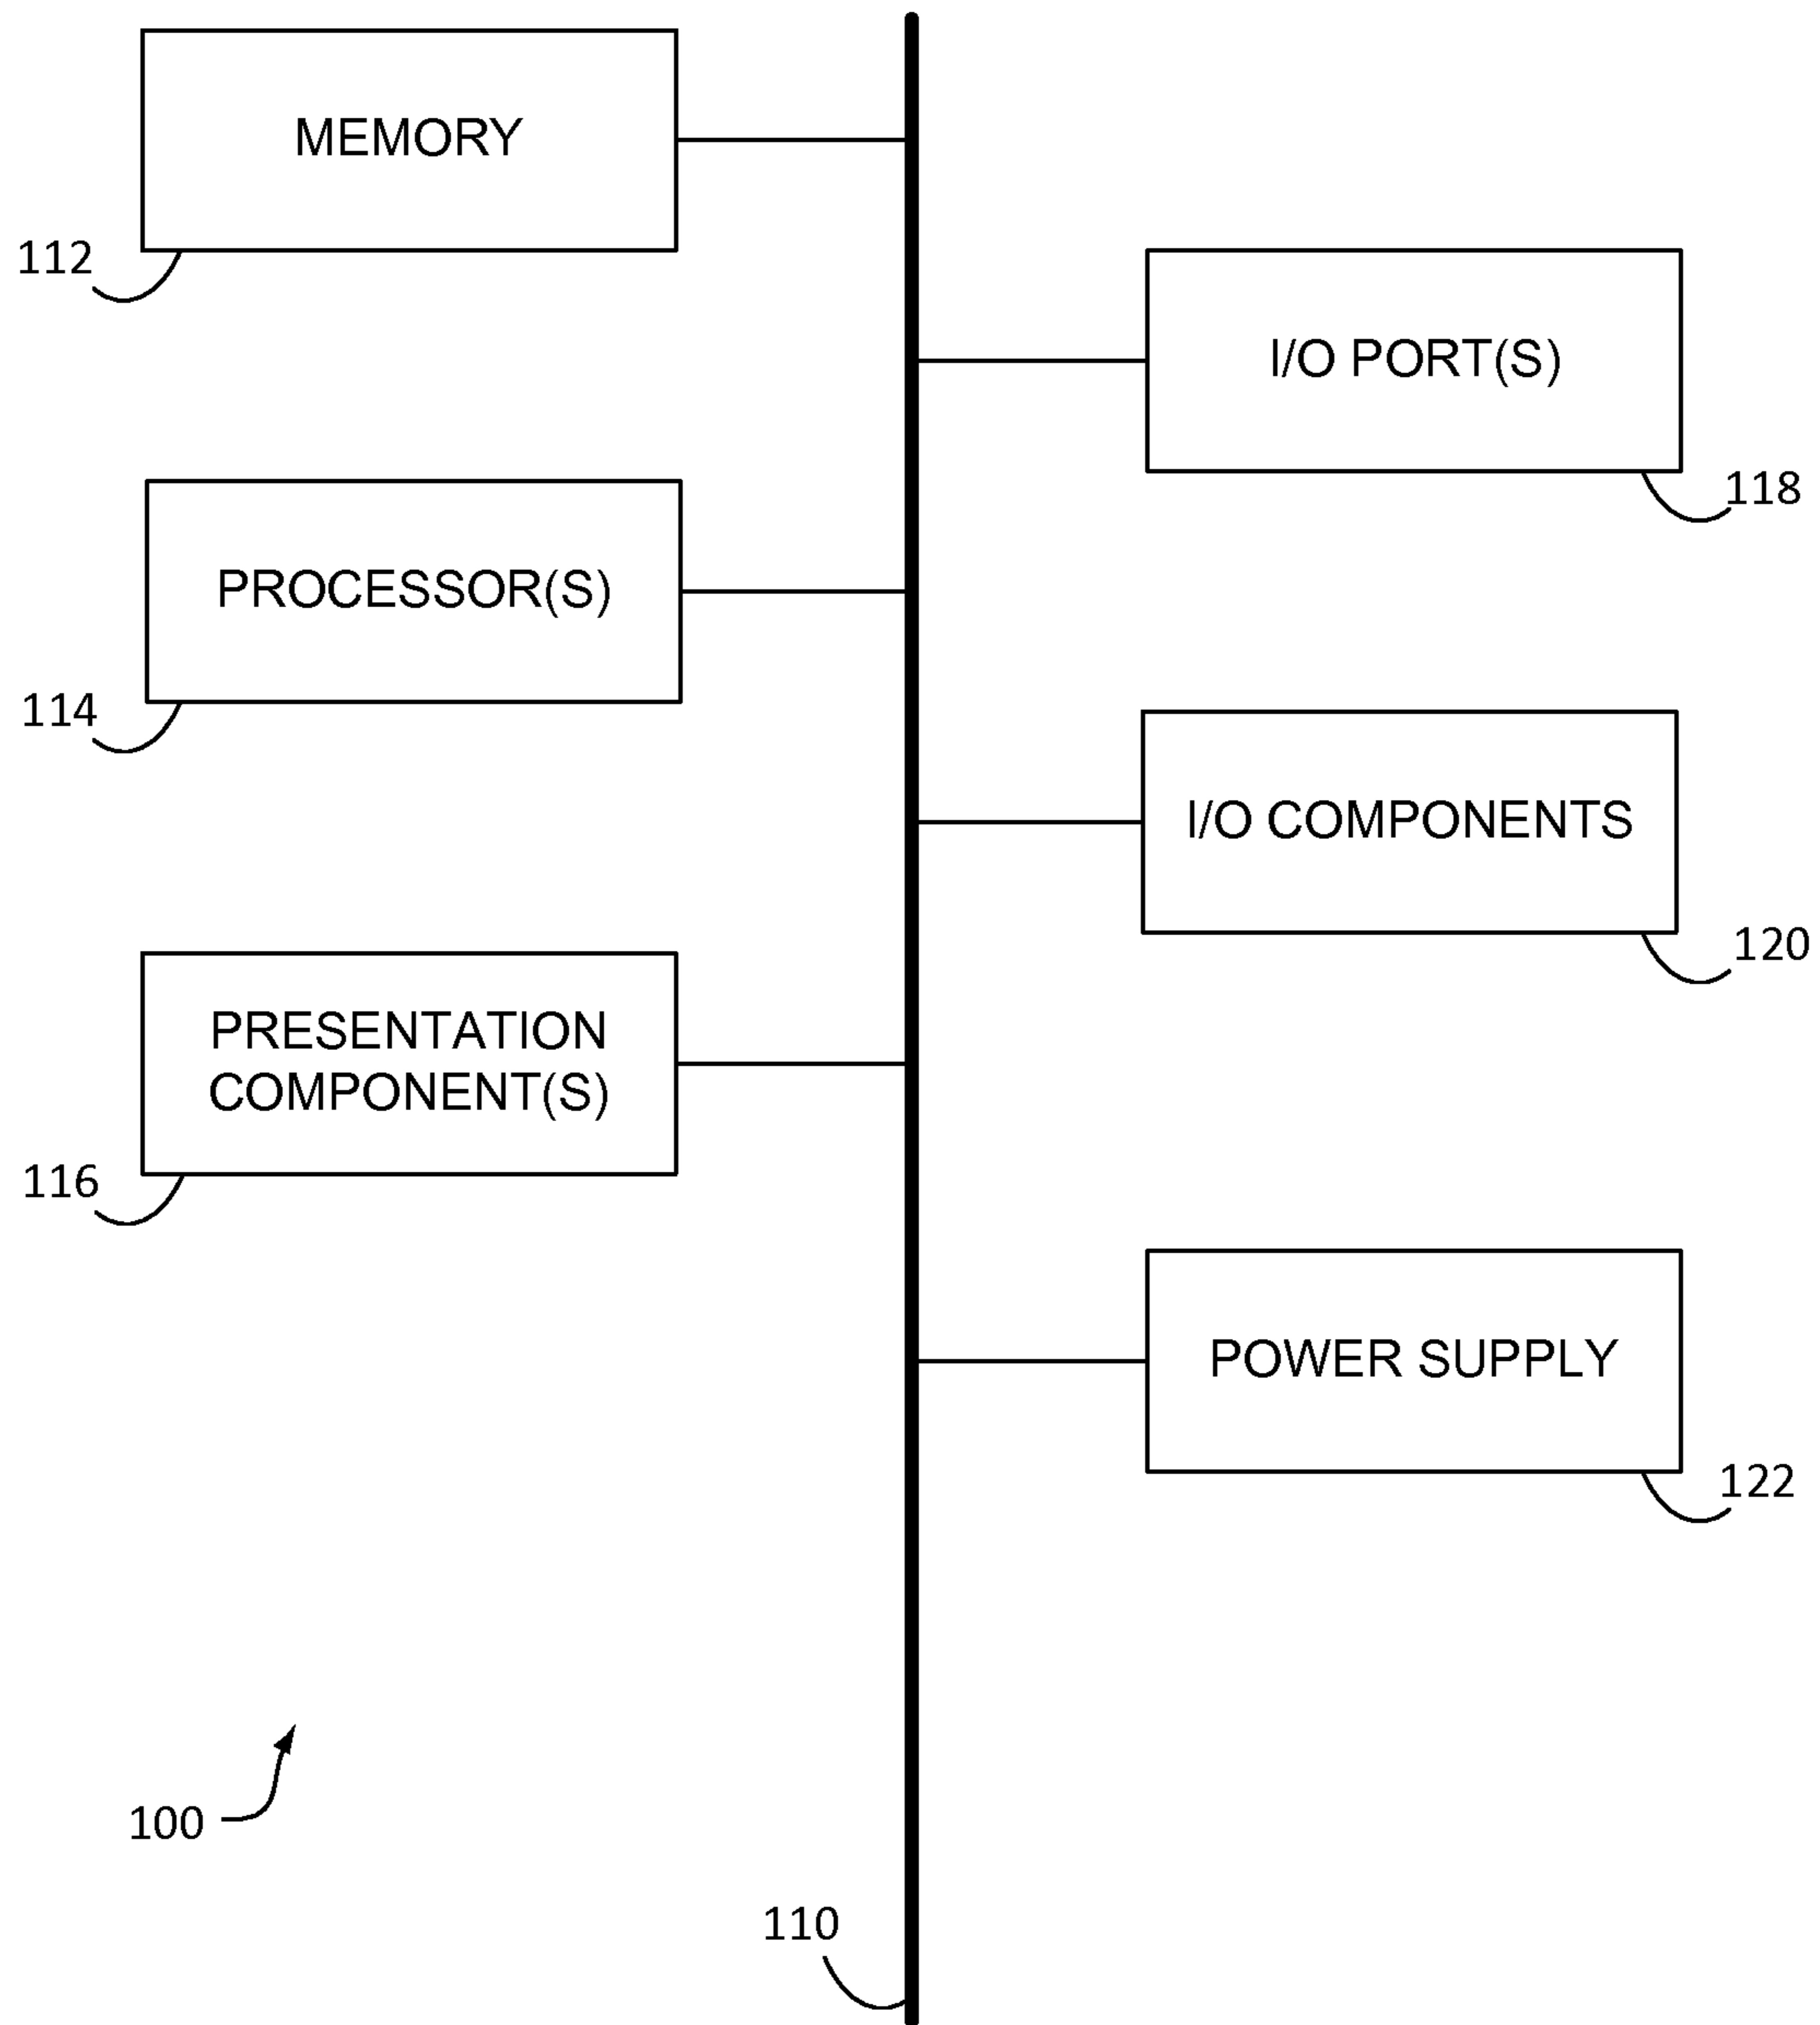 MEMORY
112
I/O PORT(S)
118
PROCESSOR(S)
114
I/O COMPONENTS
120
PRESENTATION
COMPONENT(S)
116
POWER SUPPLY
122
100
110